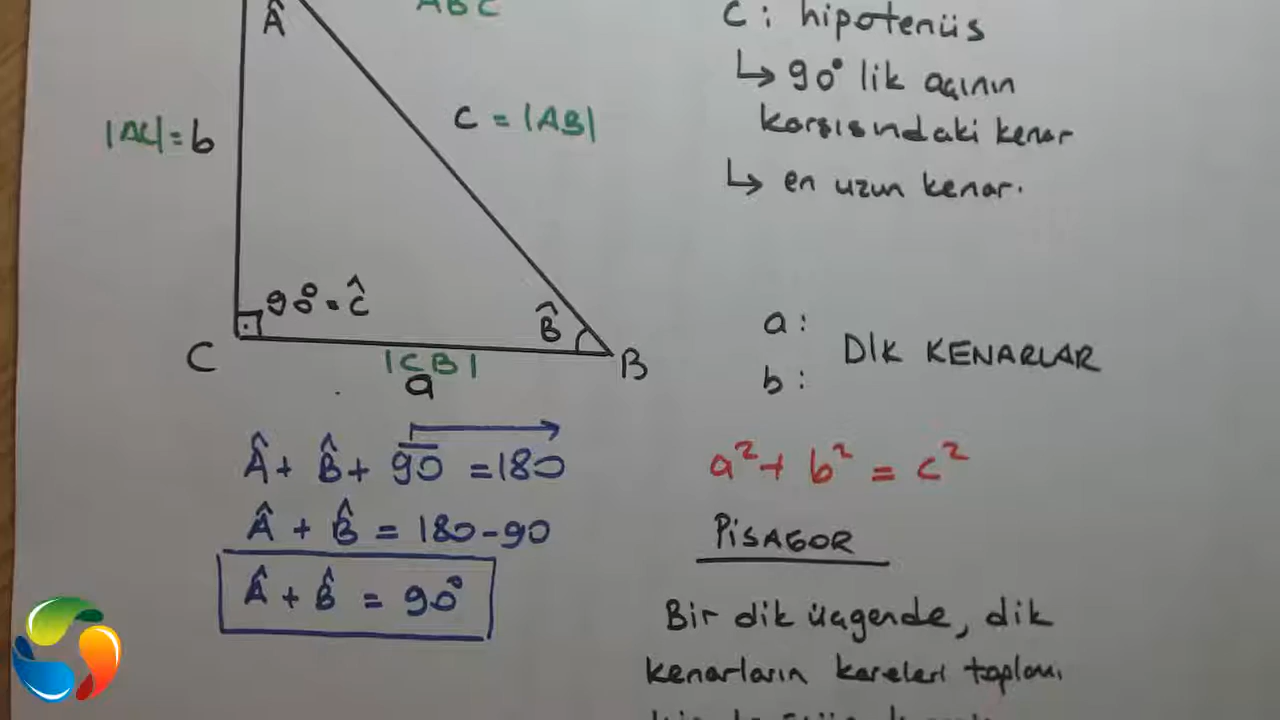 Â
ABC
|AC| = b
c = |AB|
90° = Ĉ
B̂
C
|CB|
a
B
Â + B̂ + 90 = 180
Â + B̂ = 180 - 90
Â + B̂ = 90°
C : hipotenüs
↳ 90° lik açının
karşısındaki kenar
↳ en uzun kenar.
a :
DİK KENARLAR
b :
a² + b² = c²
PİSAGOR
Bir dik üçgende, dik
kenarların kareleri toplamı